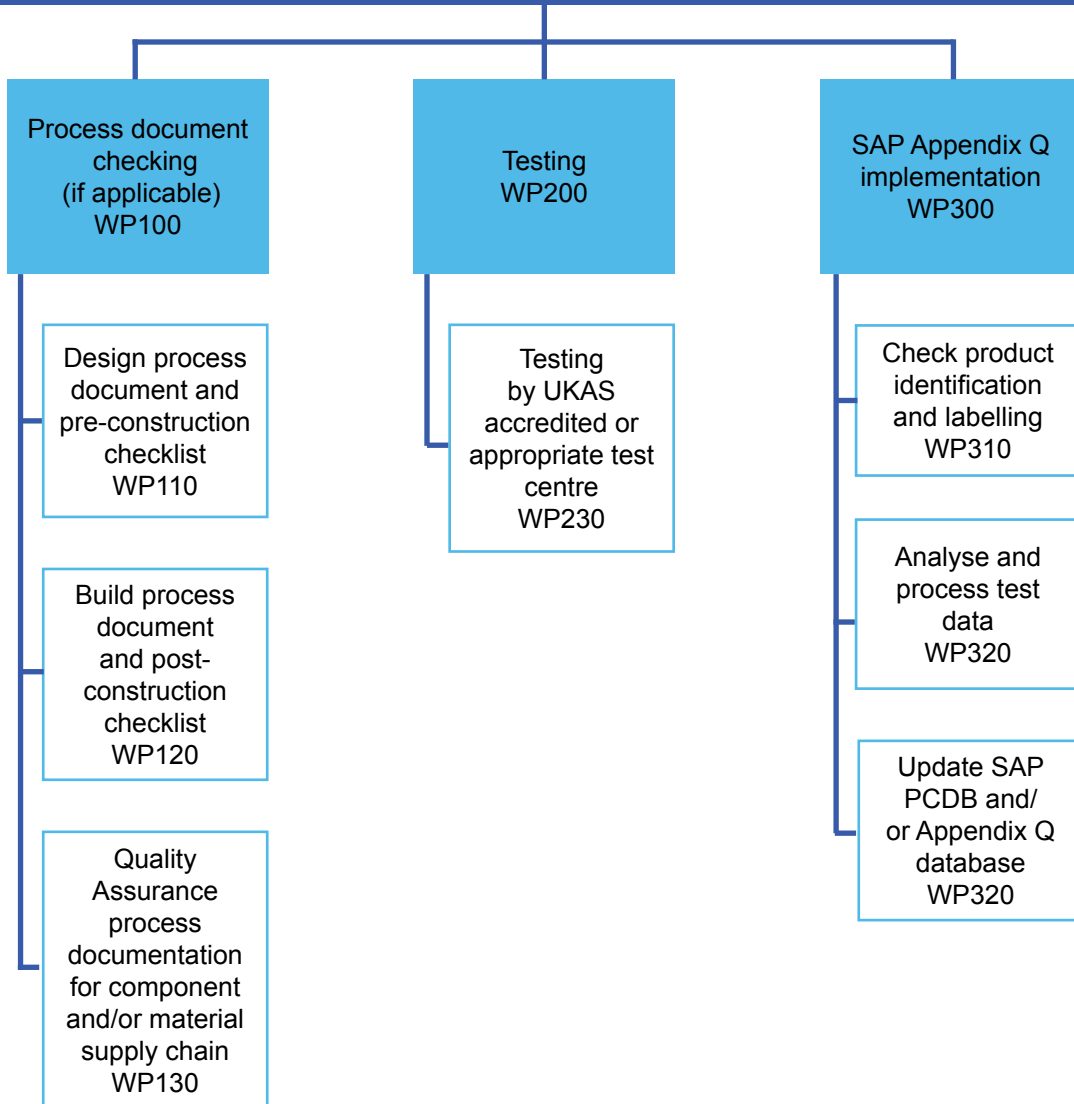 Process document
checking
(if applicable)
WP100
Design process
document and
pre-construction
checklist
WP110
Build process
document
and post-
construction
checklist
WP120
Quality
Assurance
process
documentation
for component
and/or material
supply chain
WP130
Testing
WP200
Testing
by UKAS
accredited or
appropriate test
centre
WP230
SAP Appendix Q
implementation
WP300
Check product
identification
and labelling
WP310
Analyse and
process test
data
WP320
Update SAP
PCDB and/
or Appendix Q
database
WP320